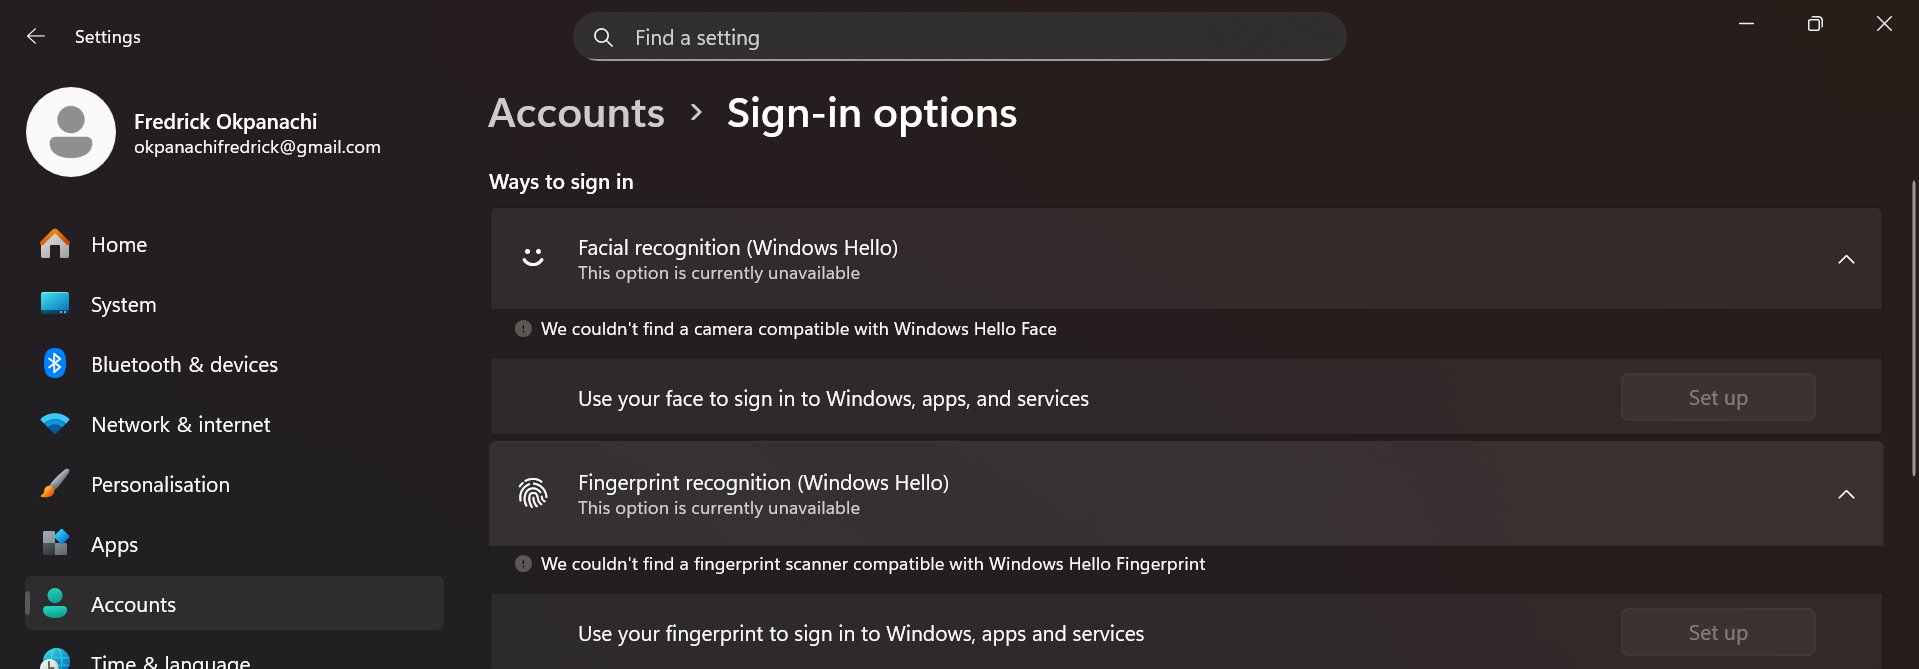 Settings
Find a setting
Fredrick Okpanachi
okpanachifredrick@gmail.com
Home
System
Bluetooth & devices
Network & internet
Personalisation
Apps
Accounts
Time & language
Accounts > Sign-in options
Ways to sign in
Facial recognition (Windows Hello)
This option is currently unavailable
We couldn't find a camera compatible with Windows Hello Face
Use your face to sign in to Windows, apps, and services
Set up
Fingerprint recognition (Windows Hello)
This option is currently unavailable
We couldn't find a fingerprint scanner compatible with Windows Hello Fingerprint
Use your fingerprint to sign in to Windows, apps and services
Set up